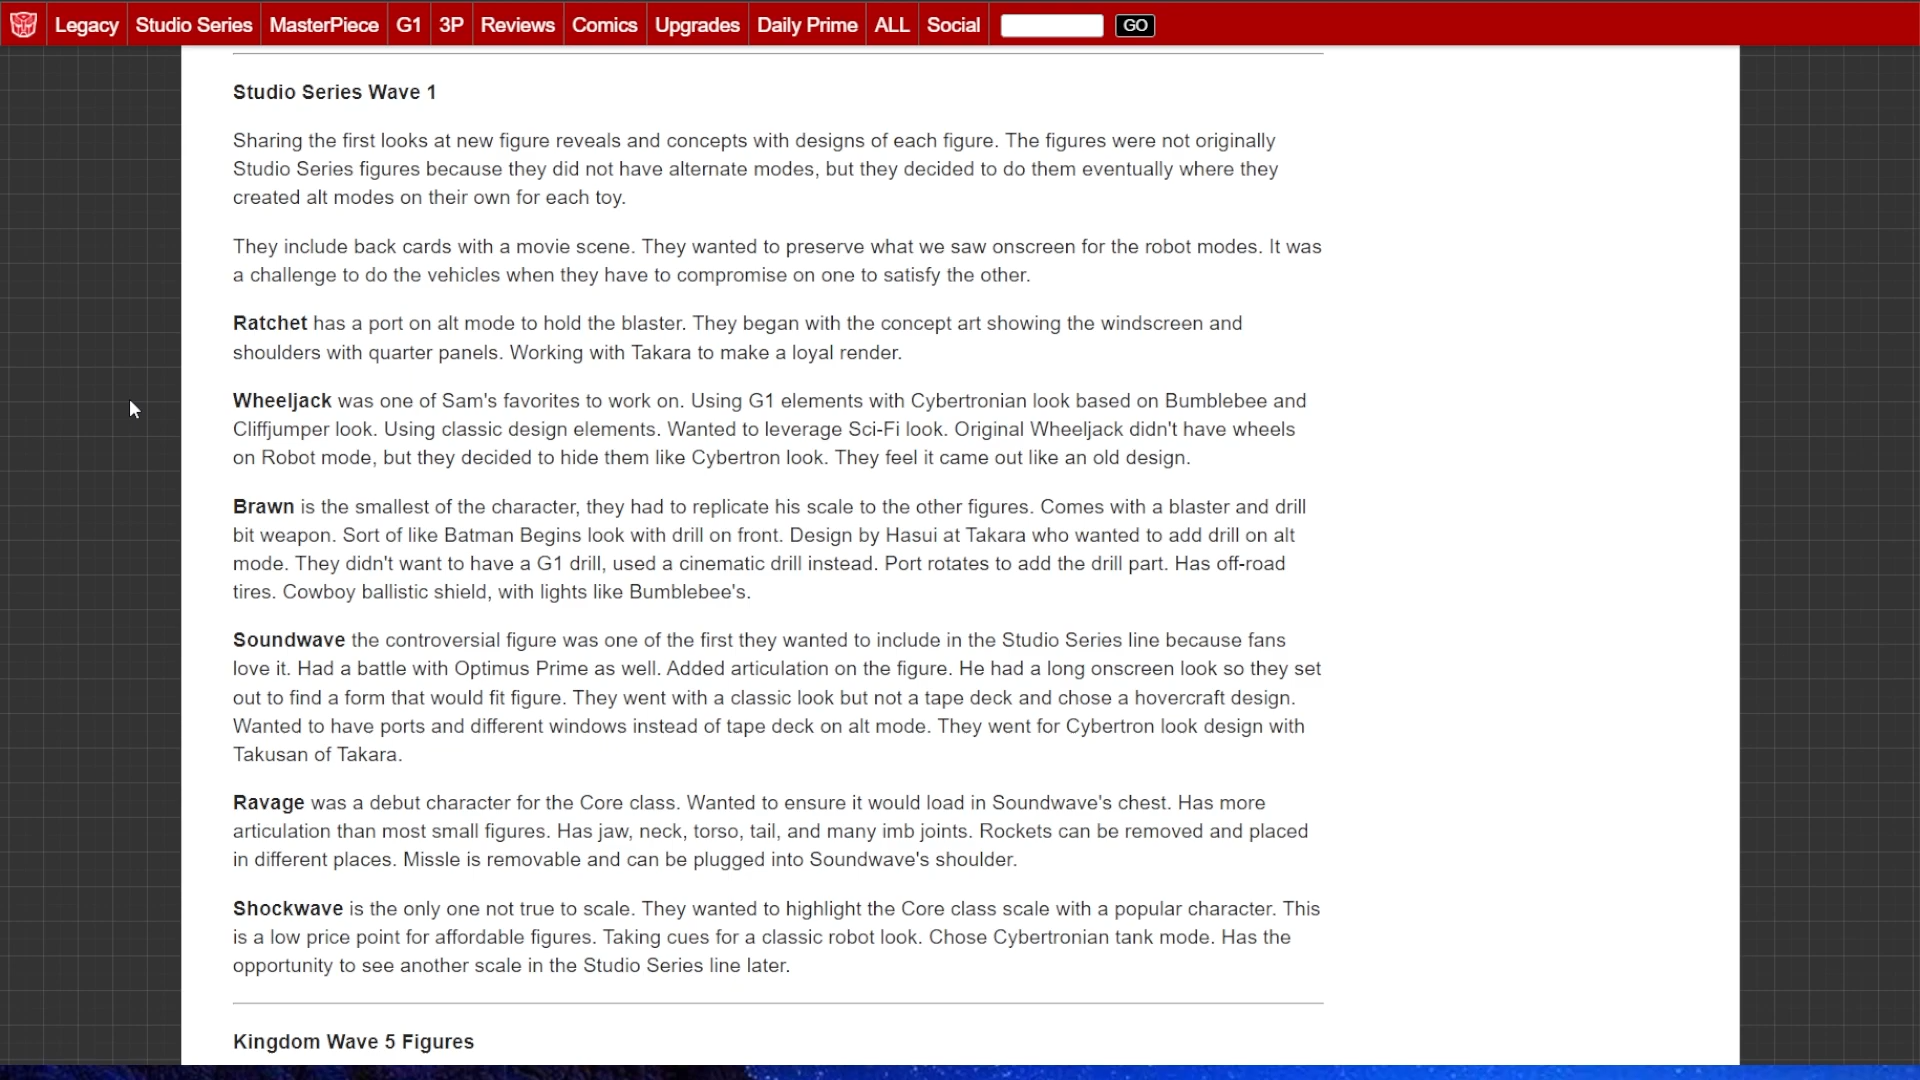 Legacy Studio Series MasterPiece G1 3P Reviews Comics Upgrades Daily Prime ALL Social GO
Studio Series Wave 1
Sharing the first looks at new figure reveals and concepts with designs of each figure. The figures were not originally
Studio Series figures because they did not have alternate modes, but they decided to do them eventually where they
created alt modes on their own for each toy.
They include back cards with a movie scene. They wanted to preserve what we saw onscreen for the robot modes. It was
a challenge to do the vehicles when they have to compromise on one to satisfy the other.
Ratchet has a port on alt mode to hold the blaster. They began with the concept art showing the windscreen and
shoulders with quarter panels. Working with Takara to make a loyal render.
Wheeljack was one of Sam's favorites to work on. Using G1 elements with Cybertronian look based on Bumblebee and
Cliffjumper look. Using classic design elements. Wanted to leverage Sci-Fi look. Original Wheeljack didn't have wheels
on Robot mode, but they decided to hide them like Cybertron look. They feel it came out like an old design.
Brawn is the smallest of the character, they had to replicate his scale to the other figures. Comes with a blaster and drill
bit weapon. Sort of like Batman Begins look with drill on front. Design by Hasui at Takara who wanted to add drill on alt
mode. They didn't want to have a G1 drill, used a cinematic drill instead. Port rotates to add the drill part. Has off-road
tires. Cowboy ballistic shield, with lights like Bumblebee's.
Soundwave the controversial figure was one of the first they wanted to include in the Studio Series line because fans
love it. Had a battle with Optimus Prime as well. Added articulation on the figure. He had a long onscreen look so they set
out to find a form that would fit figure. They went with a classic look but not a tape deck and chose a hovercraft design.
Wanted to have ports and different windows instead of tape deck on alt mode. They went for Cybertron look design with
Takusan of Takara.
Ravage was a debut character for the Core class. Wanted to ensure it would load in Soundwave's chest. Has more
articulation than most small figures. Has jaw, neck, torso, tail, and many imb joints. Rockets can be removed and placed
in different places. Missle is removable and can be plugged into Soundwave's shoulder.
Shockwave is the only one not true to scale. They wanted to highlight the Core class scale with a popular character. This
is a low price point for affordable figures. Taking cues for a classic robot look. Chose Cybertronian tank mode. Has the
opportunity to see another scale in the Studio Series line later.
Kingdom Wave 5 Figures